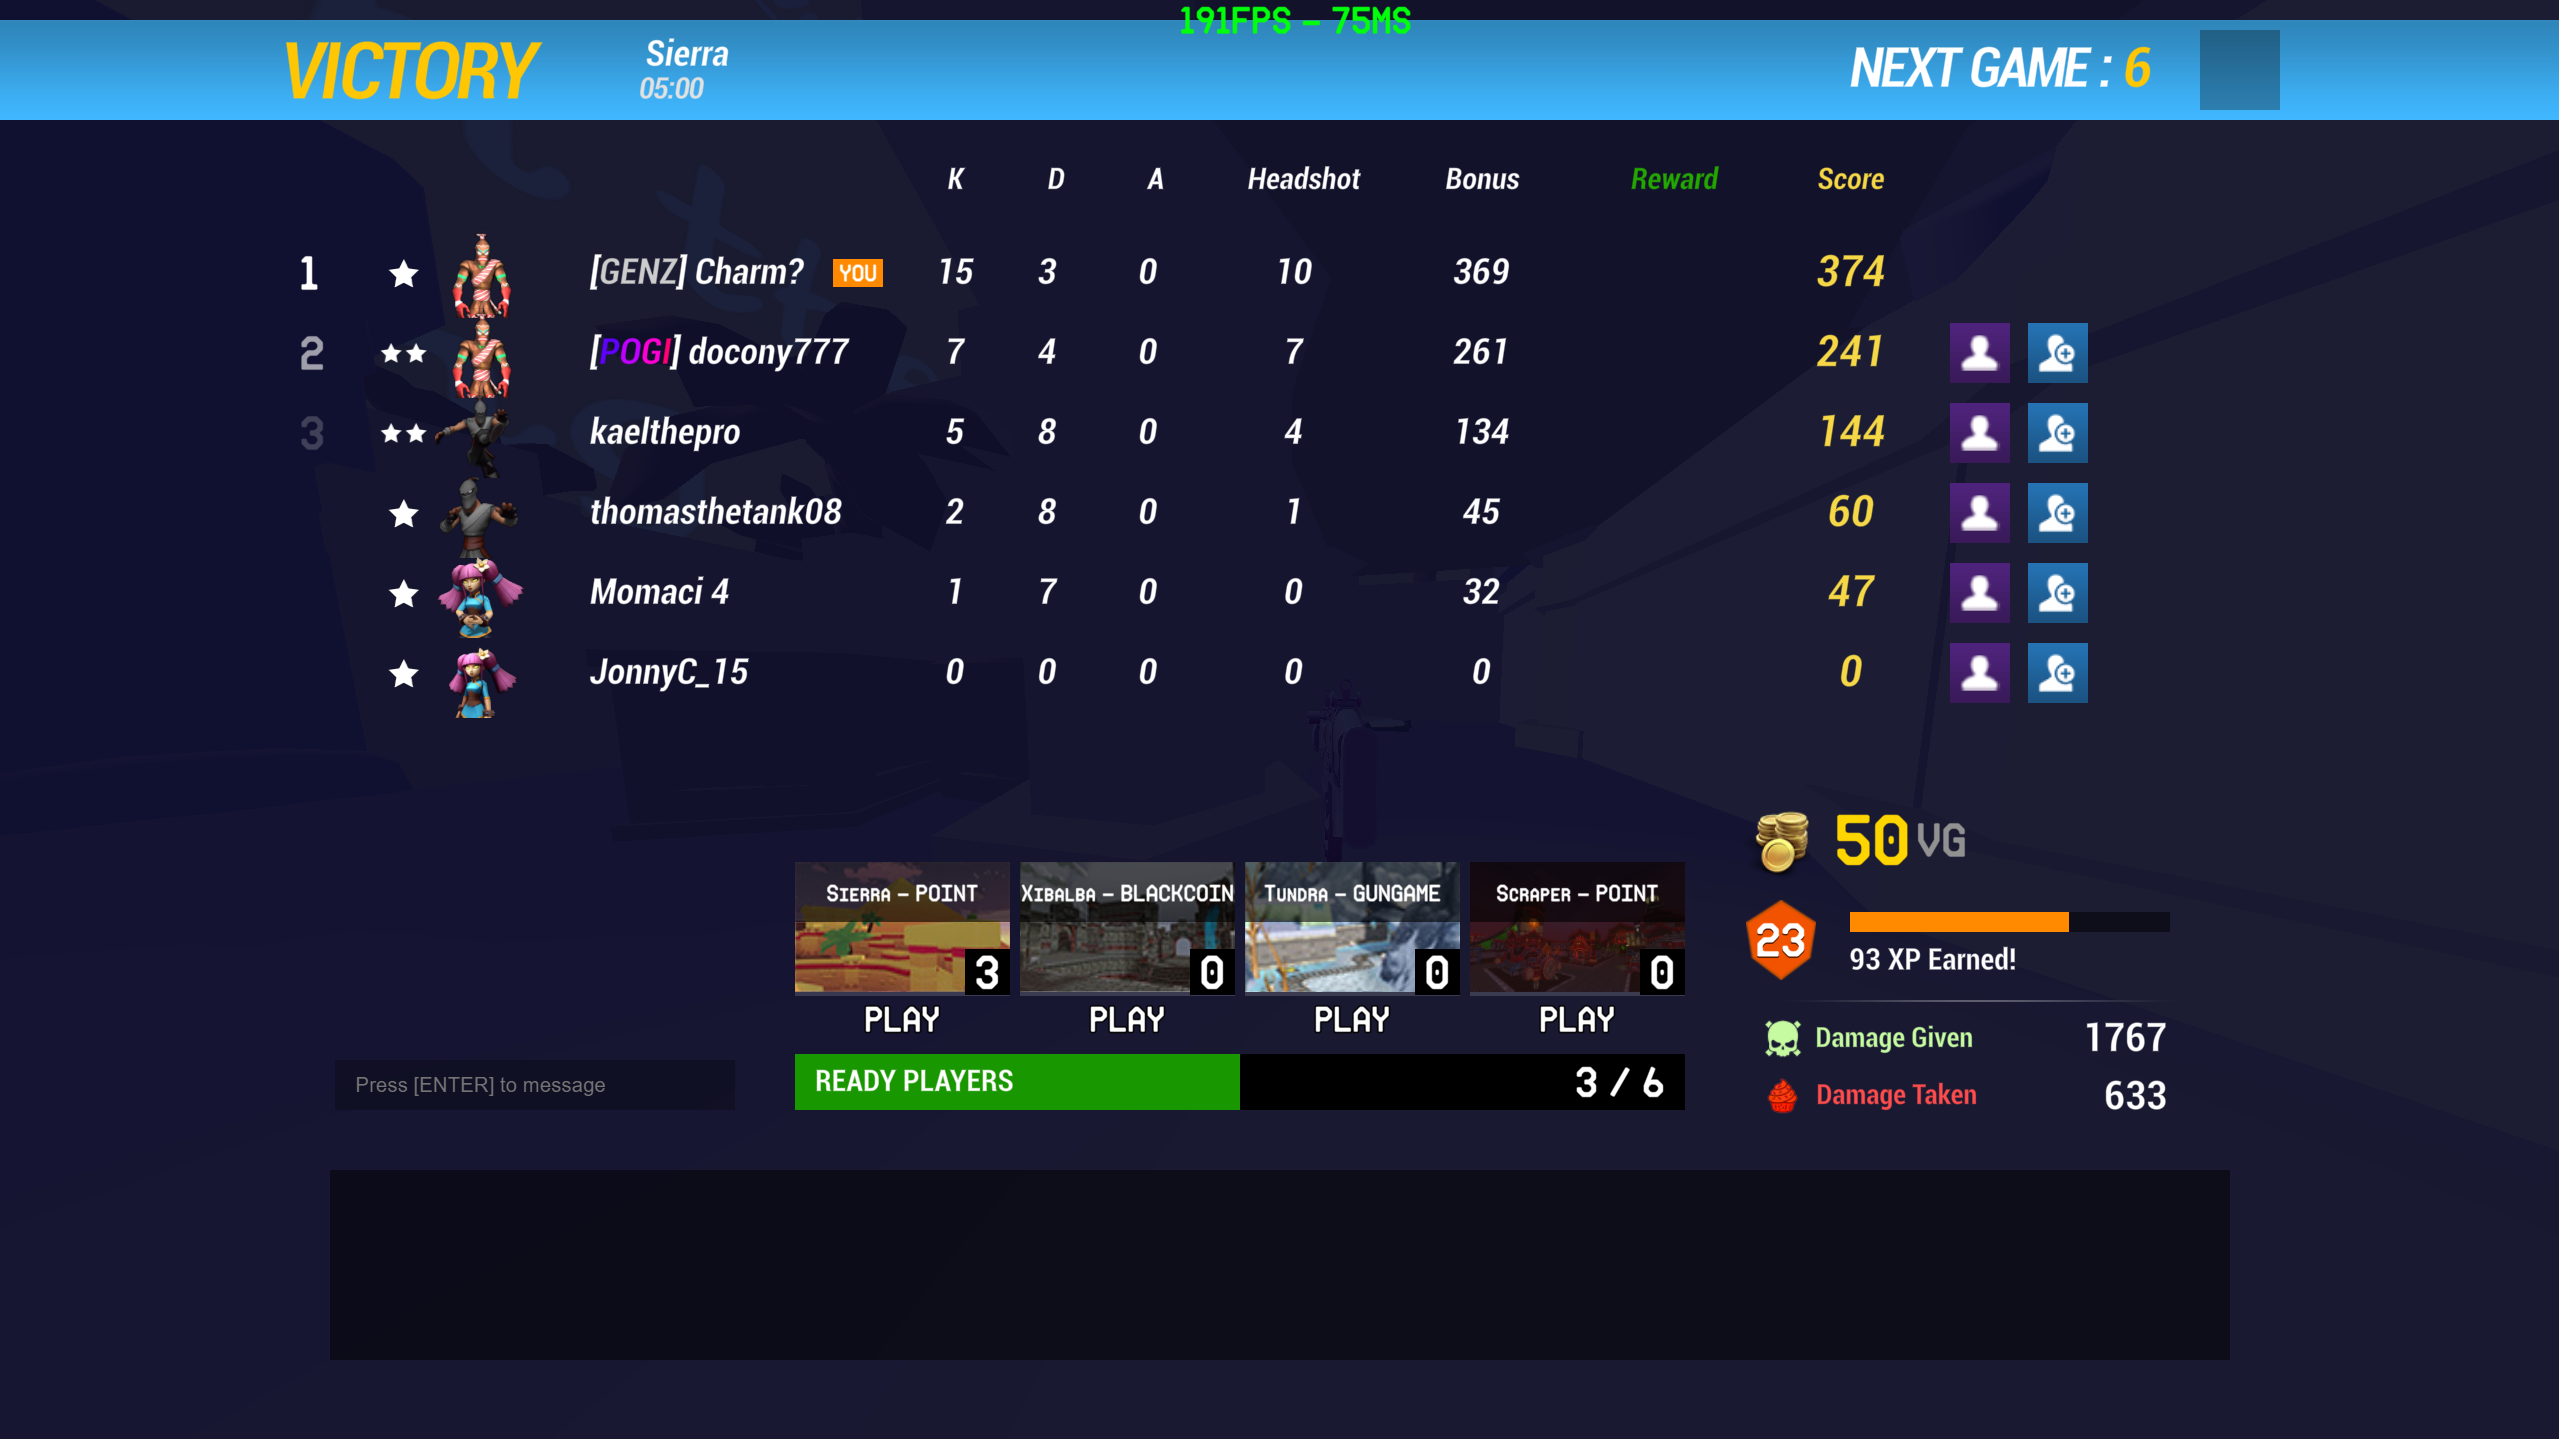 191FPS – 75MS
VICTORY
Sierra
05:00
NEXT GAME : 6
K D A Headshot Bonus Reward Score
1 [GENZ] Charm? YOU 15 3 0 10 369 374
2 [POGI] docony777 7 4 0 7 261 241
3 kaelthepro 5 8 0 4 134 144
thomasthetank08 2 8 0 1 45 60
Momaci 4 1 7 0 0 32 47
JonnyC_15 0 0 0 0 0 0
50 VG
Sierra – POINT
3
PLAY
Xibalba – BLACKCOIN
0
PLAY
Tundra – GUNGAME
0
PLAY
Scraper – POINT
0
PLAY
23
93 XP Earned!
Damage Given 1767
Damage Taken 633
READY PLAYERS 3 / 6
Press [ENTER] to message